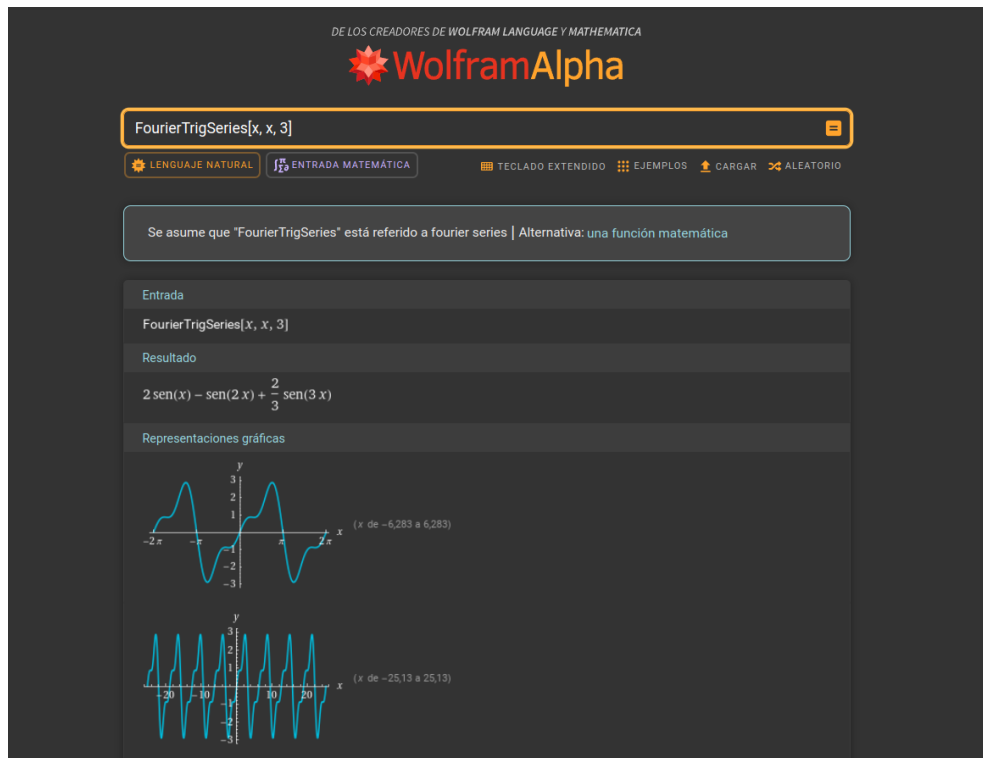 DE LOS CREADORES DE WOLFRAM LANGUAGE Y MATHEMATICA
WolframAlpha
FourierTrigSeries[x, x, 3]
LENGUAJE NATURAL
ENTRADA MATEMÁTICA
TECLADO EXTENDIDO
EJEMPLOS
CARGAR
ALEATORIO
Se asume que "FourierTrigSeries" está referido a fourier series | Alternativa: una función matemática
Entrada
FourierTrigSeries[x, x, 3]
Resultado
2 sen(x) − sen(2 x) + 2/3 sen(3 x)
Representaciones gráficas
y
3
2
1
−2 π
−π
π
2 π
x
(x de −6,283 a 6,283)
−1
−2
−3
y
3
2
1
−20
−10
10
20
x
(x de −25,13 a 25,13)
−1
−2
−3